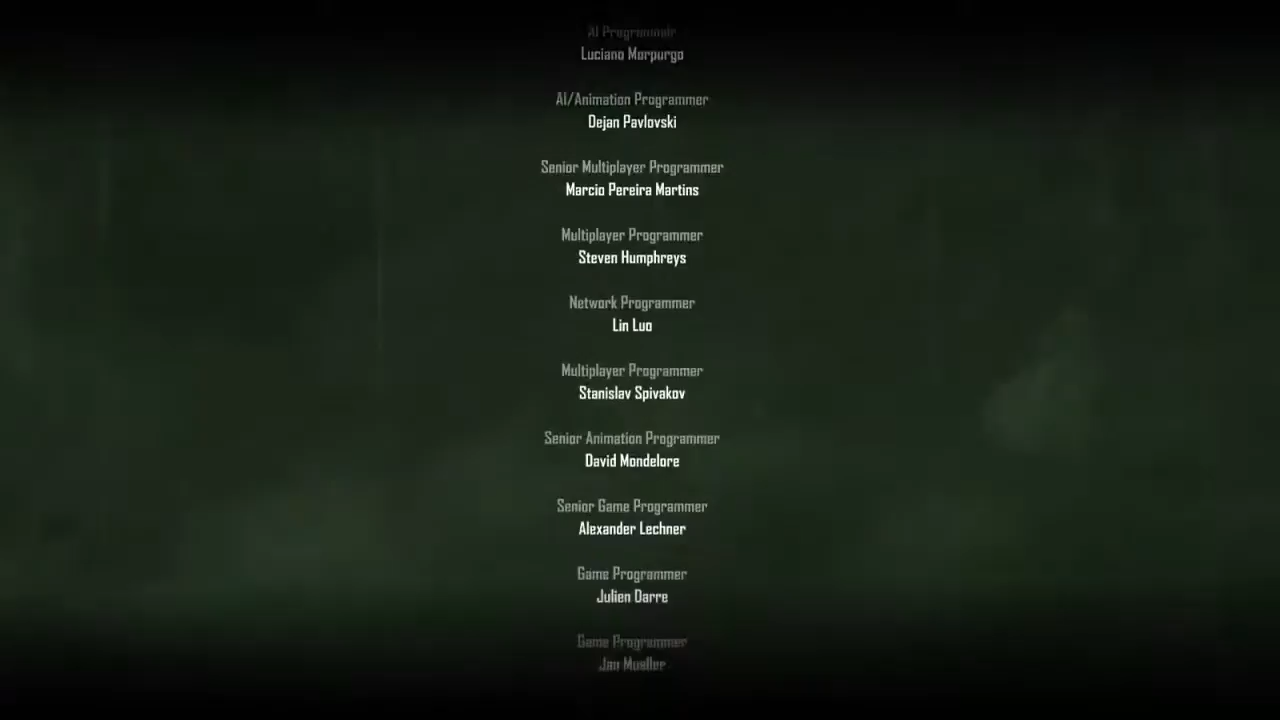 AI Programmer
Luciano Morpurgo
AI/Animation Programmer
Dejan Pavlovski
Senior Multiplayer Programmer
Marcio Pereira Martins
Multiplayer Programmer
Steven Humphreys
Network Programmer
Lin Luo
Multiplayer Programmer
Stanislav Spivakov
Senior Animation Programmer
David Mondelore
Senior Game Programmer
Alexander Lechner
Game Programmer
Julien Darre
Game Programmer
Jan Mueller